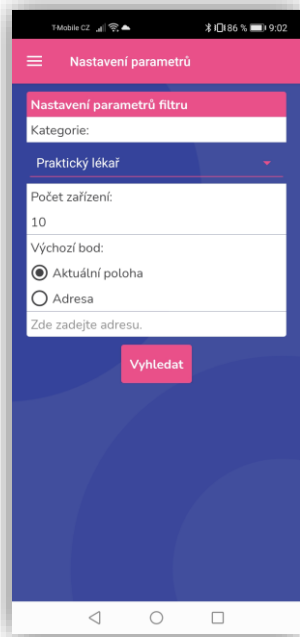 T-Mobile CZ 86 % 9:02
Nastavení parametrů
Nastavení parametrů filtru
Kategorie:
Praktický lékař
Počet zařízení:
10
Výchozí bod:
Aktuální poloha
Adresa
Zde zadejte adresu.
Vyhledat